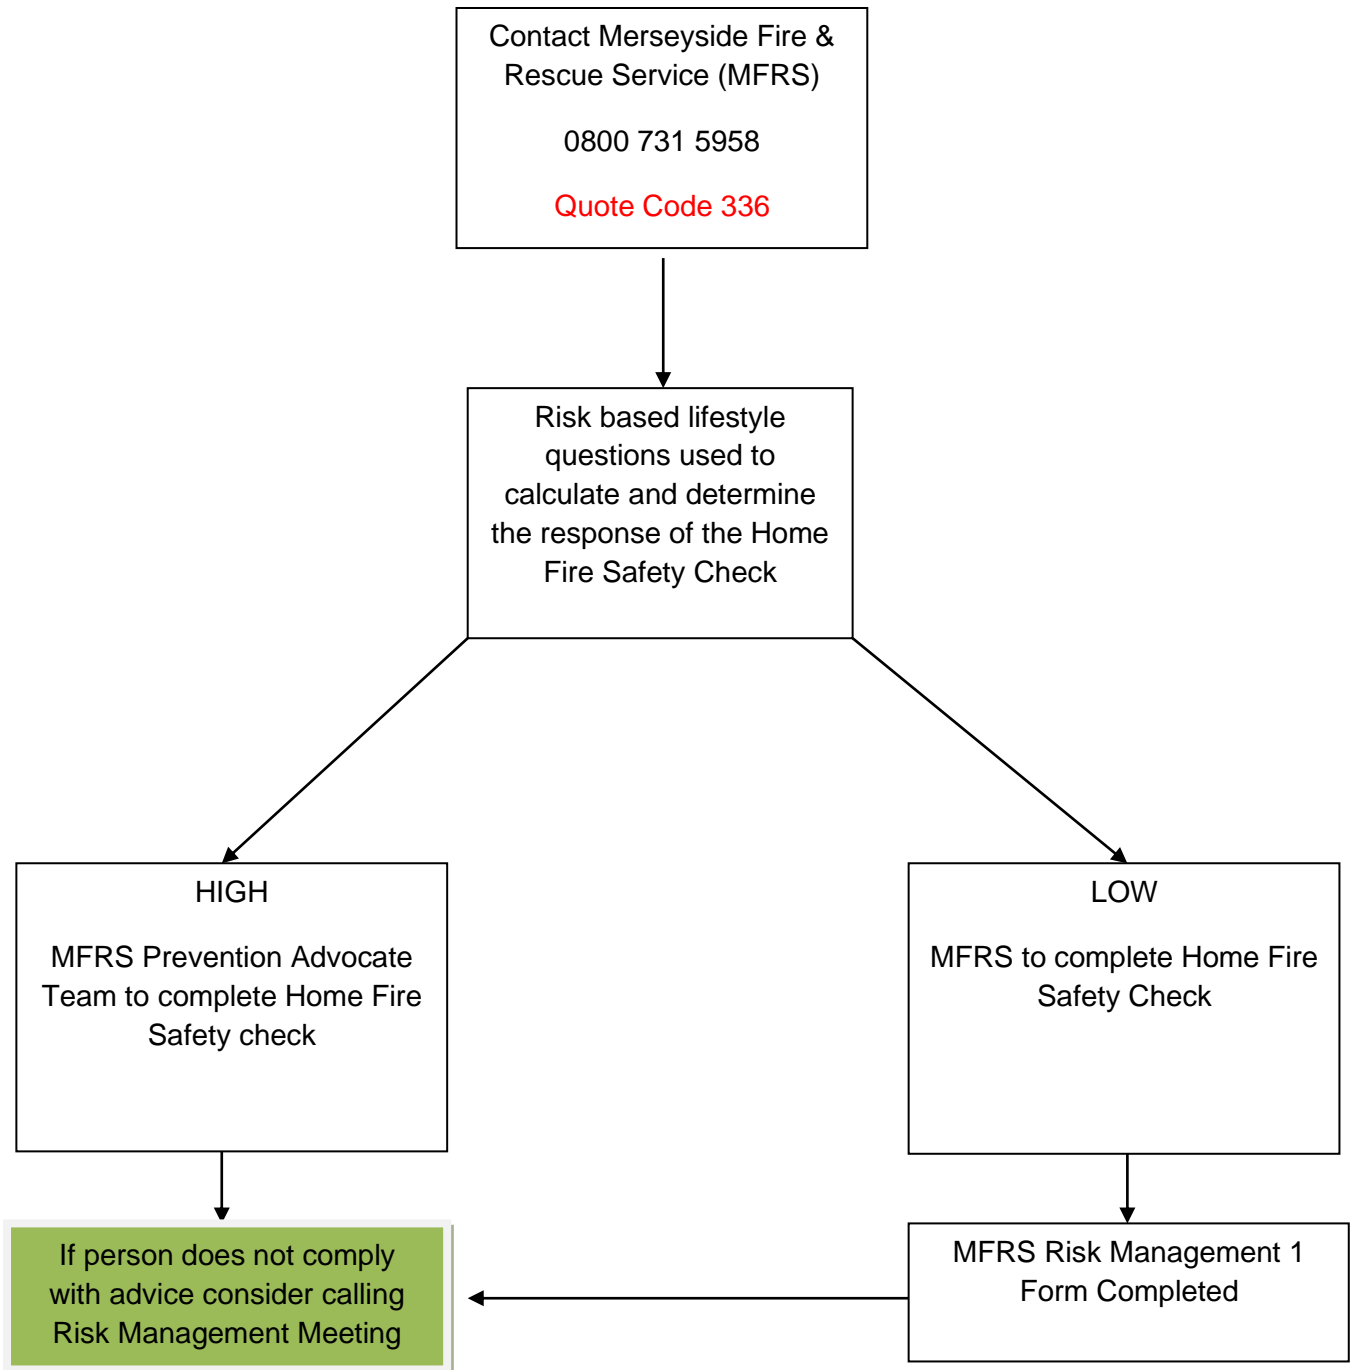 Contact Merseyside Fire &
Rescue Service (MFRS)
0800 731 5958
Quote Code 336
Risk based lifestyle
questions used to
calculate and determine
the response of the Home
Fire Safety Check
HIGH
MFRS Prevention Advocate
Team to complete Home Fire
Safety check
LOW
MFRS to complete Home Fire
Safety Check
If person does not comply
with advice consider calling
Risk Management Meeting
MFRS Risk Management 1
Form Completed